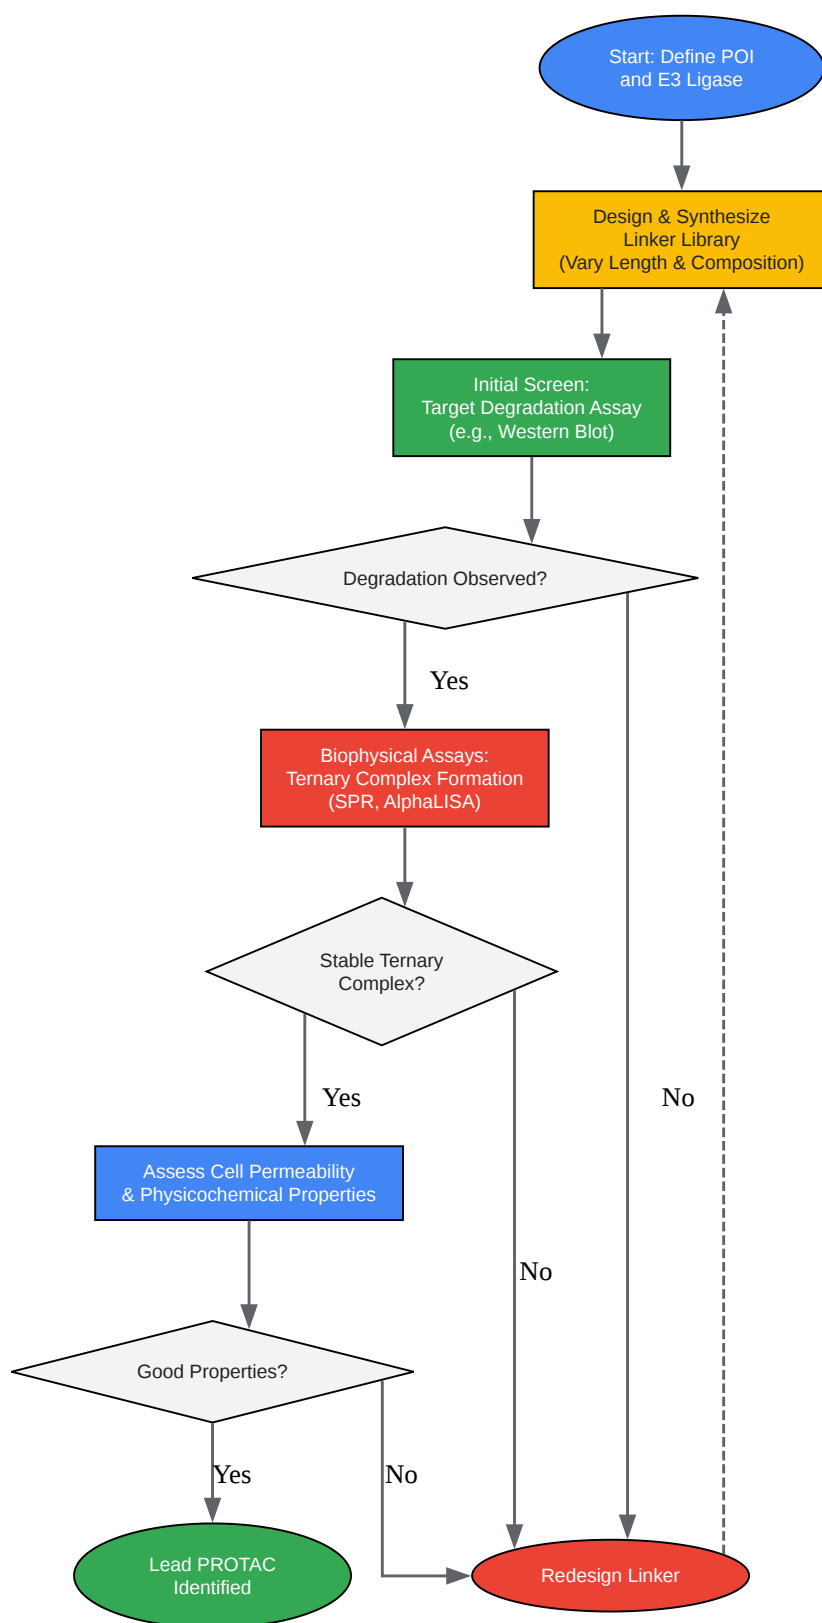 Start: Define POI
and E3 Ligase
Design & Synthesize
Linker Library
(Vary Length & Composition)
Initial Screen:
Target Degradation Assay
(e.g., Western Blot)
Degradation Observed?
Yes
Biophysical Assays:
Ternary Complex Formation
(SPR, AlphaLISA)
Stable Ternary
Complex?
Yes
No
Assess Cell Permeability
& Physicochemical Properties
No
Good Properties?
Yes
No
Lead PROTAC
Identified
Redesign Linker